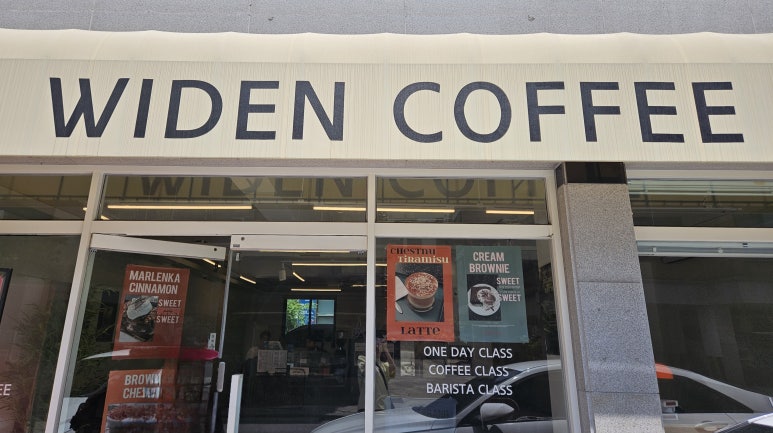 WIDEN COFFEE
MARLENKA
CINNAMON
SWEET
SWEET
BROWN
CHESTNUT
TIRAMISU
LATTE
CREAM
BROWNIE
SWEET
SWEET
ONE DAY CLASS
COFFEE CLASS
BARISTA CLASS